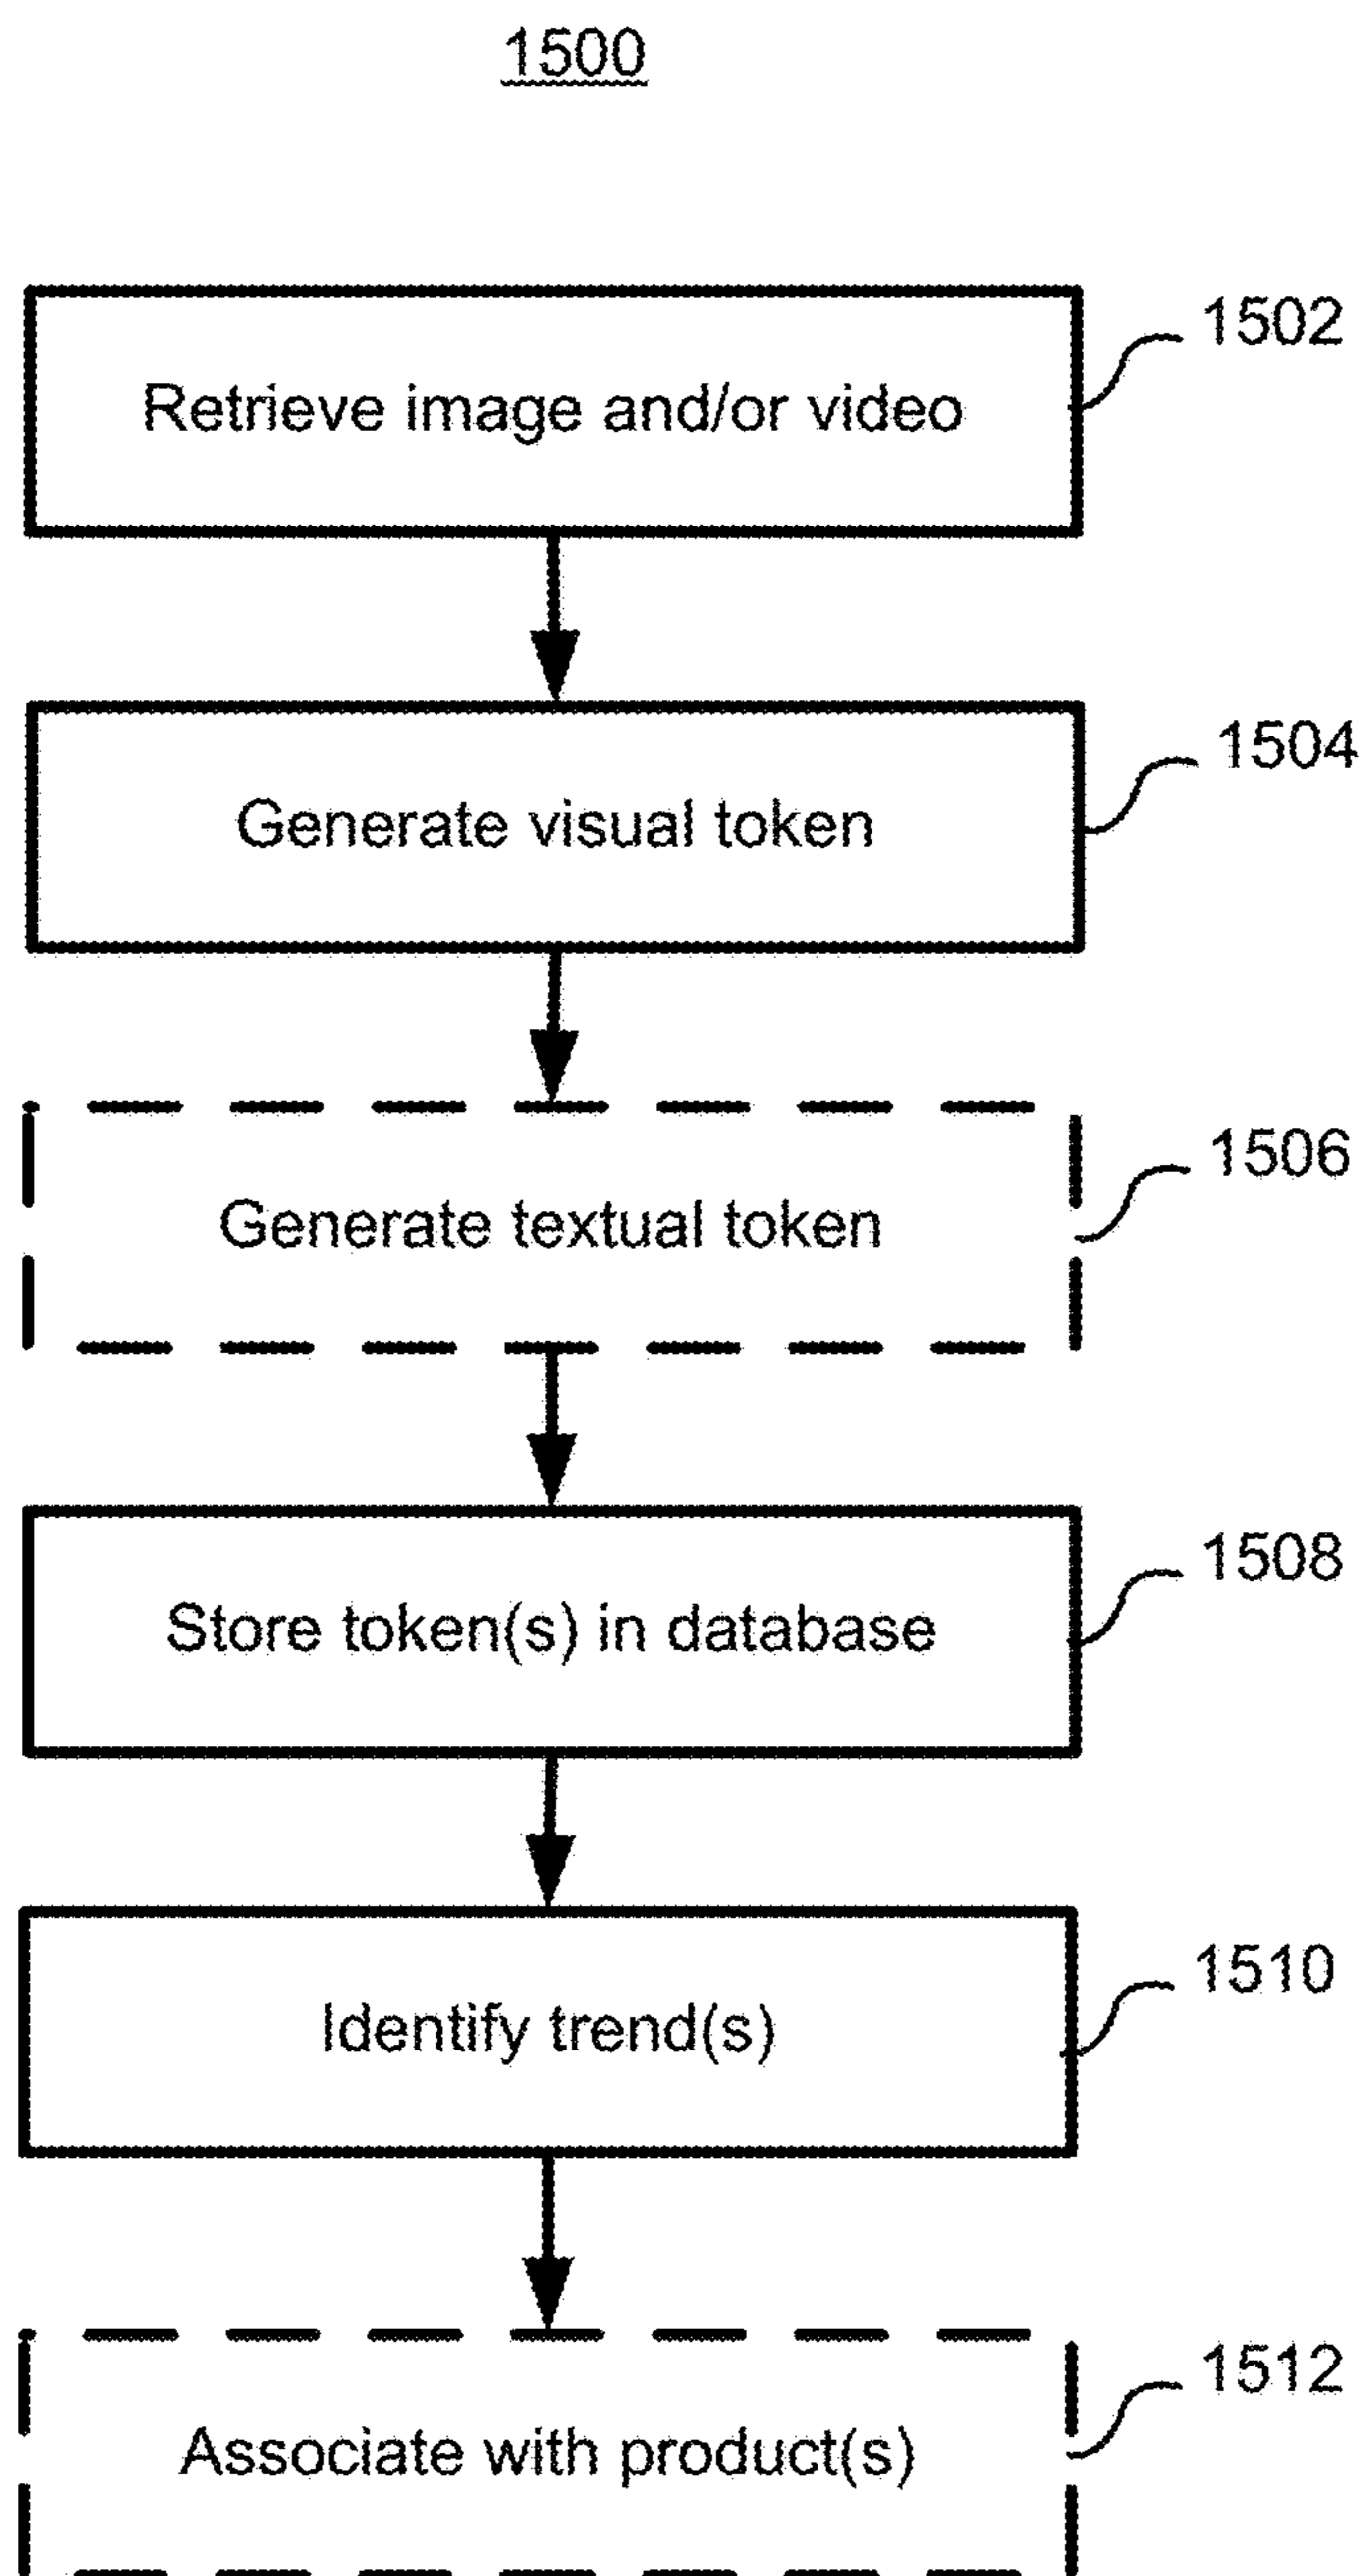 1500
Retrieve image and/or video
1502
Generate visual token
1504
Generate textual token
1506
Store token(s) in database
1508
Identify trend(s)
1510
Associate with product(s)
1512